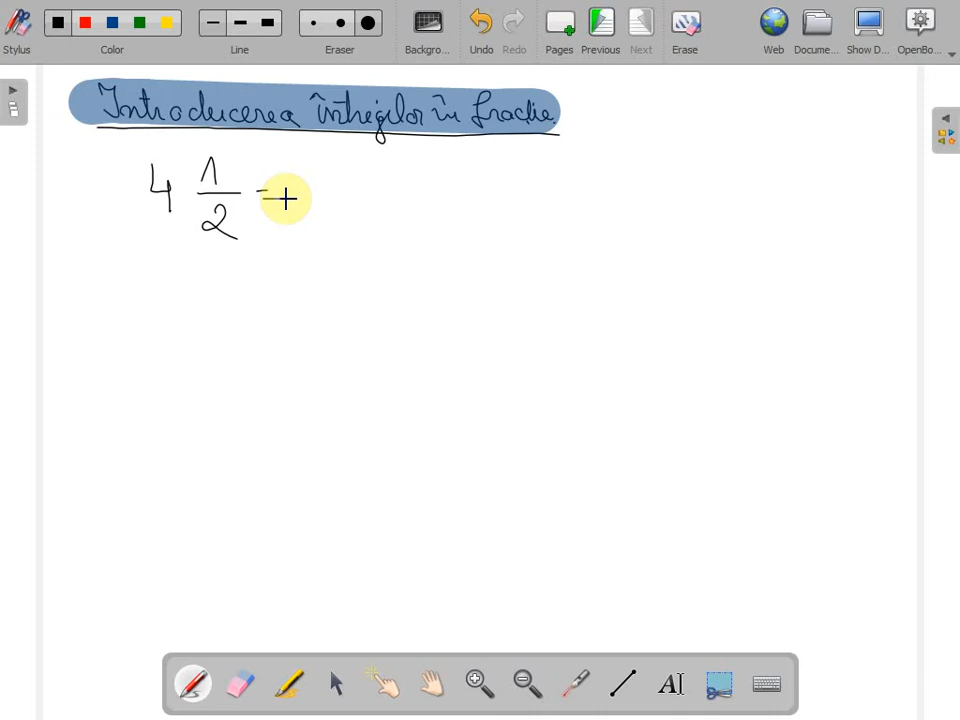 Stylus Color Line Eraser Backgro... Undo Redo Pages Previous Next Erase Web Docume... Show D... OpenBo...
Introducerea întregilor în fracție.
4 1/2 =
AI